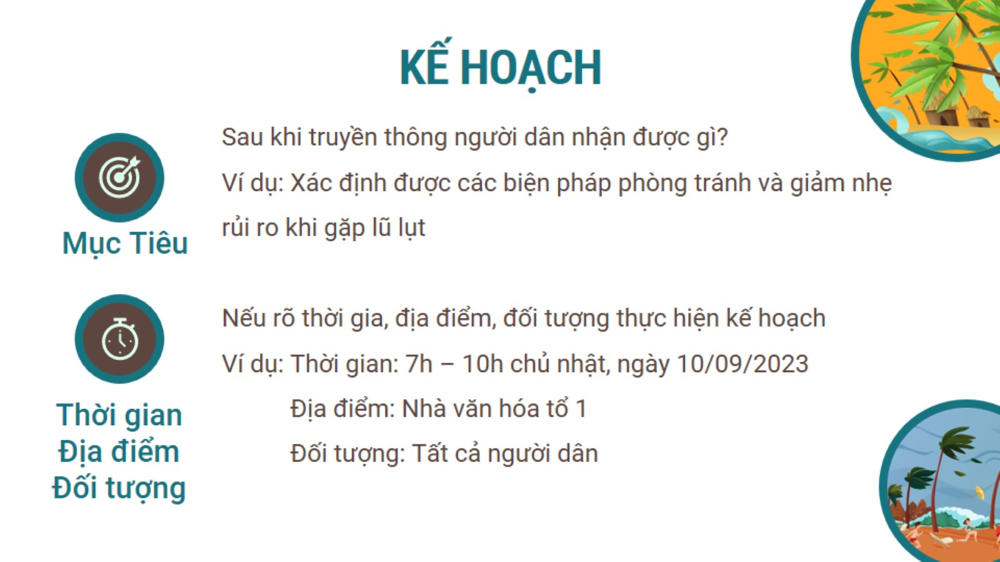 KẾ HOẠCH
Sau khi truyền thông người dân nhận được gì?
Ví dụ: Xác định được các biện pháp phòng tránh và giảm nhẹ
rủi ro khi gặp lũ lụt
Mục Tiêu
Nếu rõ thời gia, địa điểm, đối tượng thực hiện kế hoạch
Ví dụ: Thời gian: 7h – 10h chủ nhật, ngày 10/09/2023
Địa điểm: Nhà văn hóa tổ 1
Đối tượng: Tất cả người dân
Thời gian
Địa điểm
Đối tượng